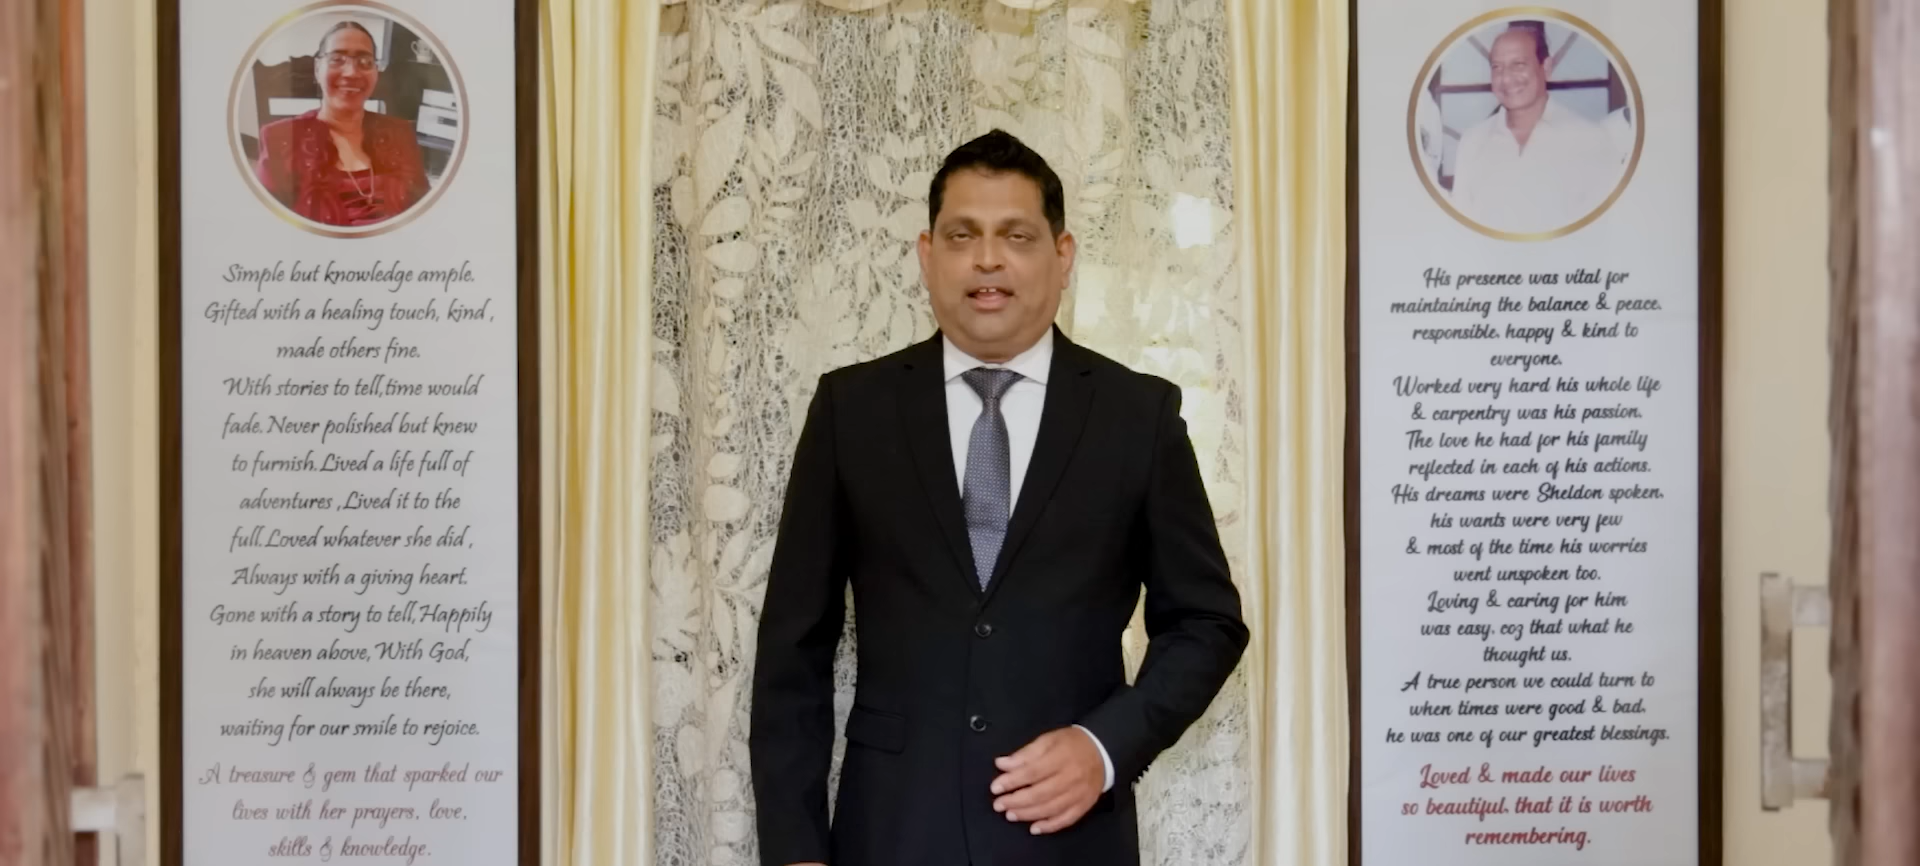 Simple but knowledge ample.
Gifted with a healing touch, kind ,
made others fine.
With stories to tell,time would
fade. Never polished but knew
to furnish. Lived a life full of
adventures ,Lived it to the
full. Loved whatever she did ,
Always with a giving heart.
Gone with a story to tell, Happily
in heaven above, With God,
she will always be there,
waiting for our smile to rejoice.
A treasure & gem that sparked our
lives with her prayers, love,
skills & knowledge.
His presence was vital for
maintaining the balance & peace,
responsible, happy & kind to
everyone.
Worked very hard his whole life
& carpentry was his passion.
The love he had for his family
reflected in each of his actions.
His dreams were Sheldon spoken,
his wants were very few
& most of the time his worries
went unspoken too.
Loving & caring for him
was easy, coz that what he
thought us.
A true person we could turn to
when times were good & bad,
he was one of our greatest blessings.
Loved & made our lives
so beautiful, that it is worth
remembering.